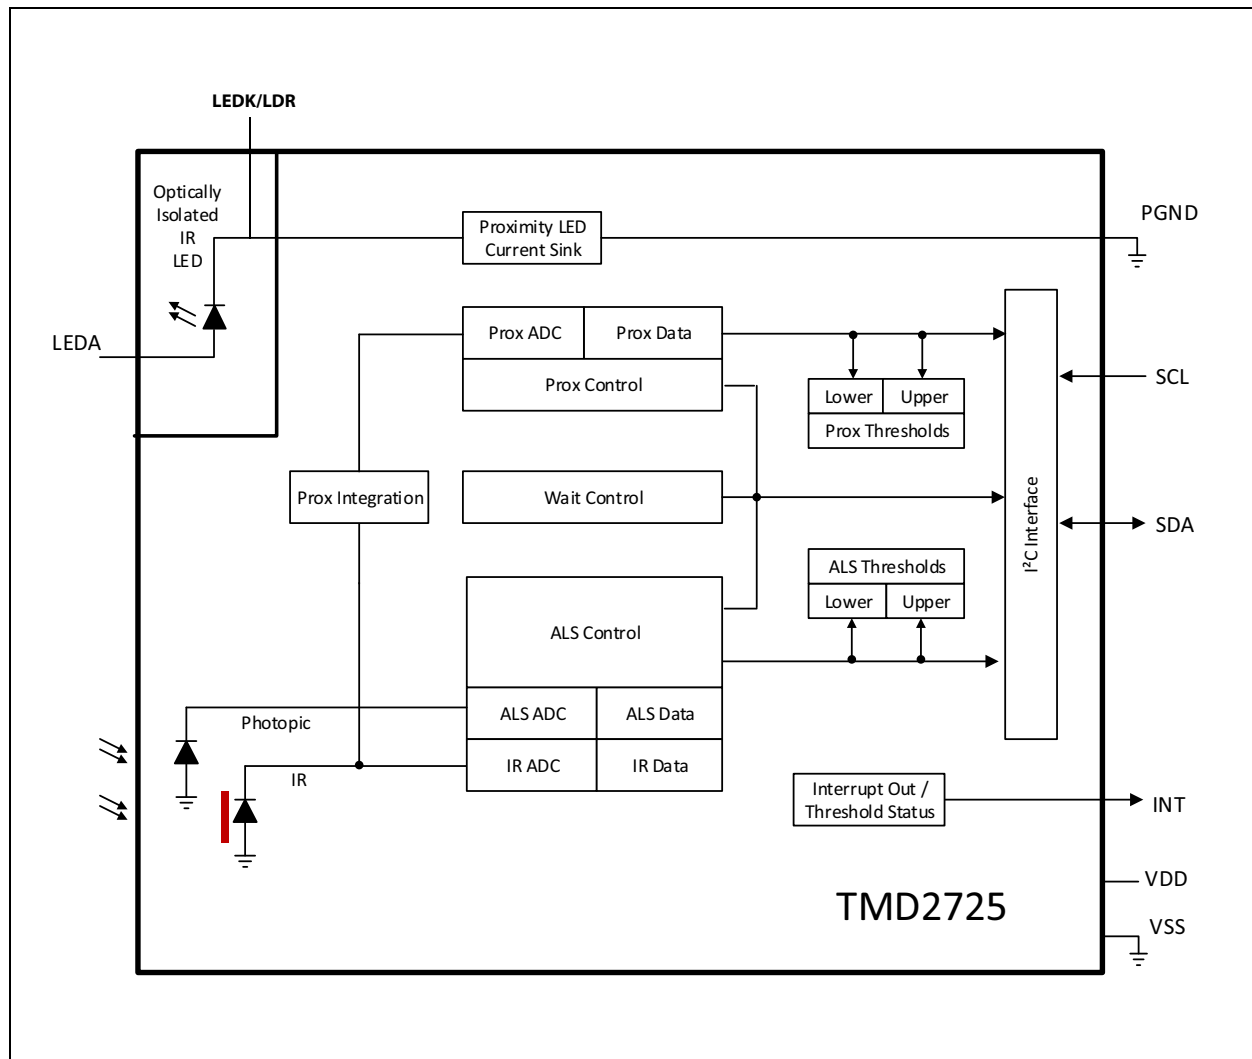 LEDK/LDR
Optically
Isolated
IR
LED
Proximity LED
Current Sink
PGND
LEDA
Prox ADC
Prox Data
Prox Control
Lower
Upper
Prox Thresholds
SCL
Prox Integration
Wait Control
I²C Interface
SDA
ALS Thresholds
Lower
Upper
ALS Control
Photopic
ALS ADC
ALS Data
IR
IR ADC
IR Data
Interrupt Out /
Threshold Status
INT
VDD
TMD2725
VSS